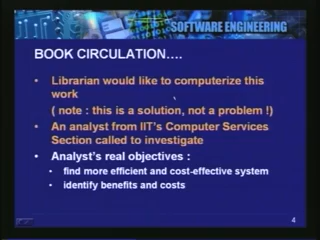 SOFTWARE ENGINEERING
BOOK CIRCULATION....
• Librarian would like to computerize this
work
( note : this is a solution, not a problem !)
• An analyst from IIT's Computer Services
Section called to investigate
• Analyst's real objectives :
• find more efficient and cost-effective system
• identify benefits and costs
4